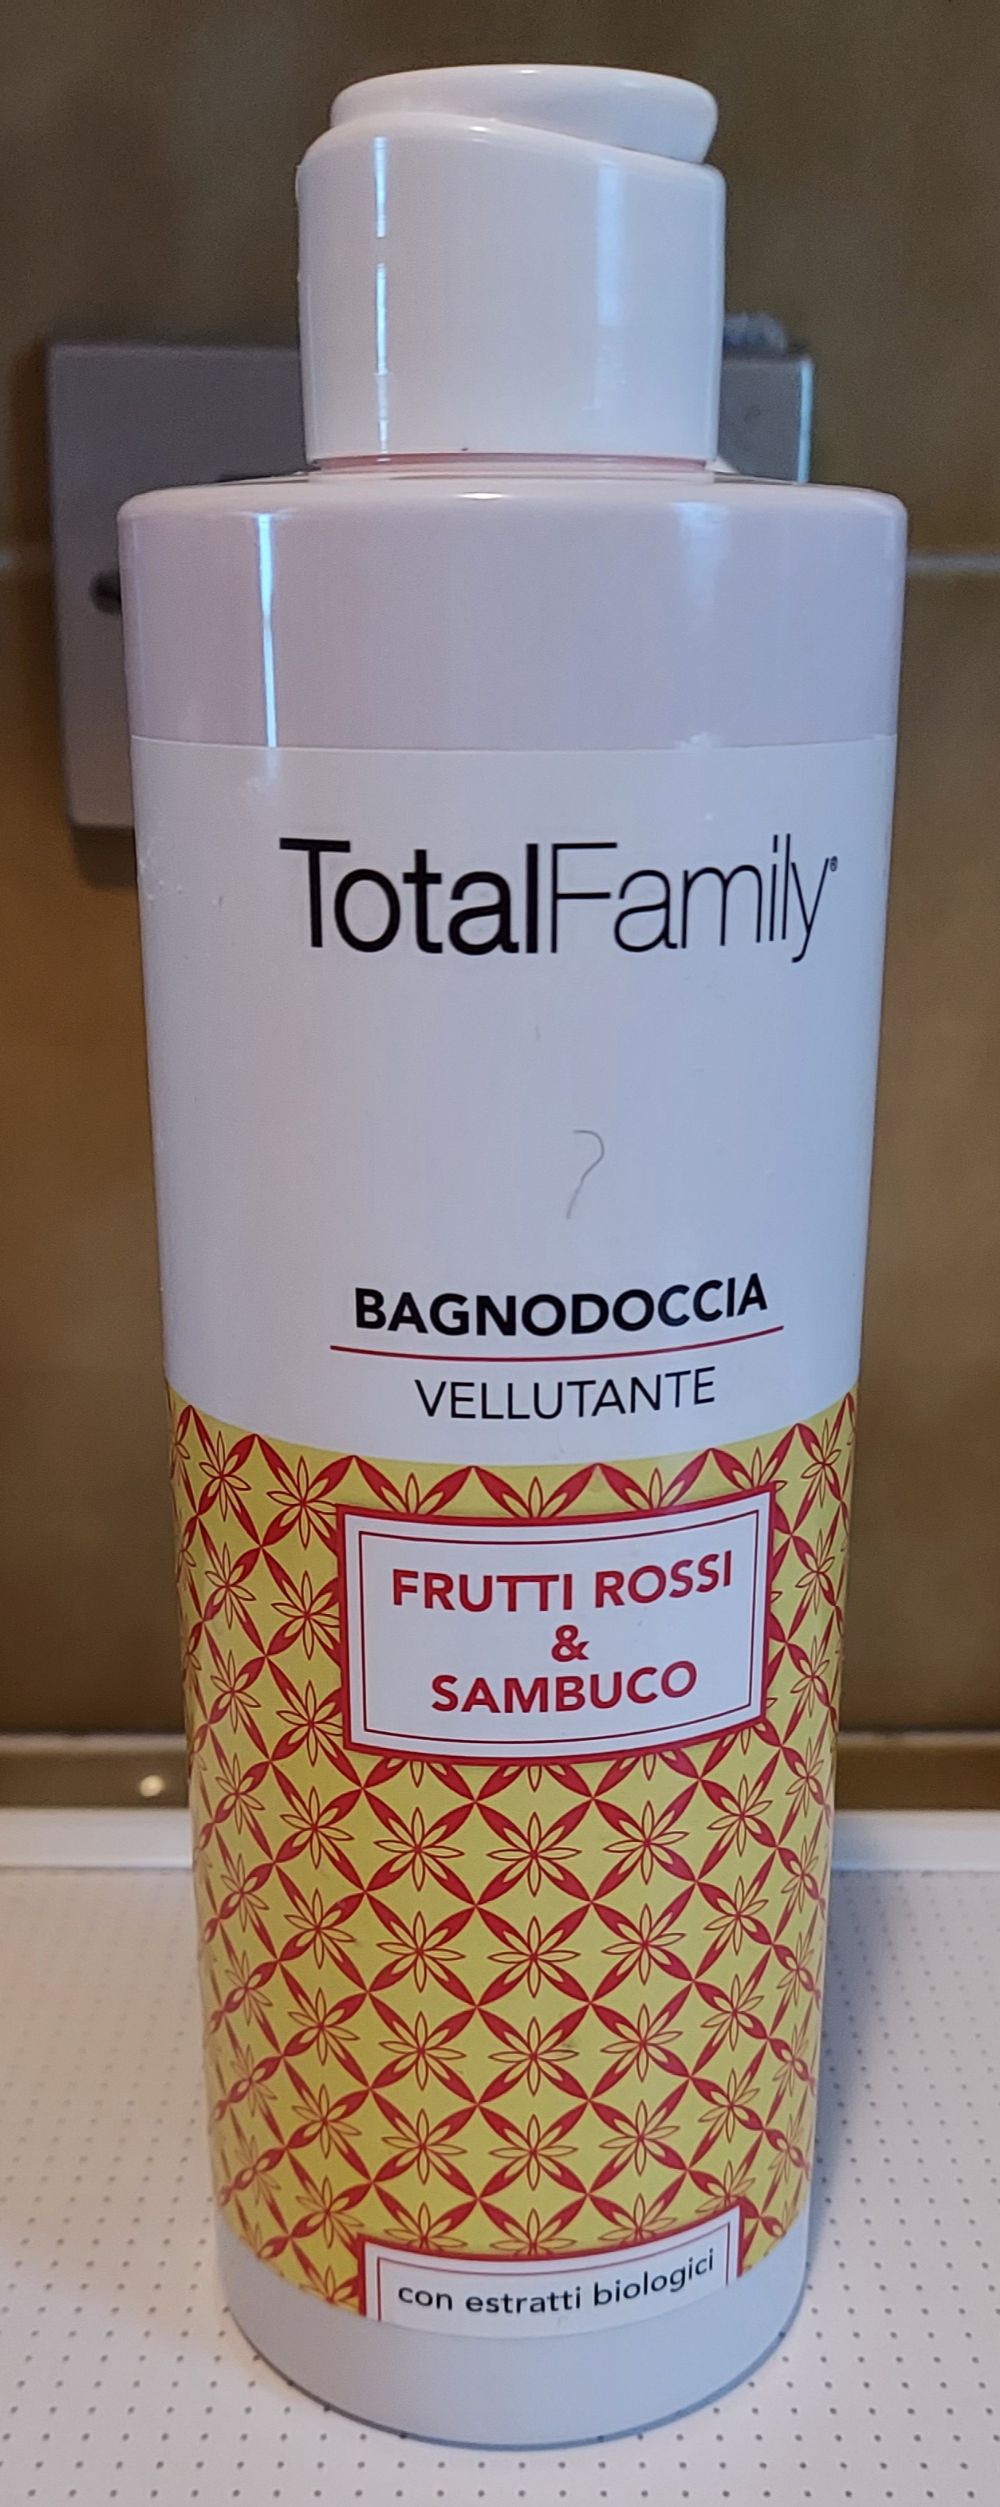 TotalFamily®
BAGNODOCCIA
VELLUTANTE
FRUTTI ROSSI
&
SAMBUCO
con estratti biologici